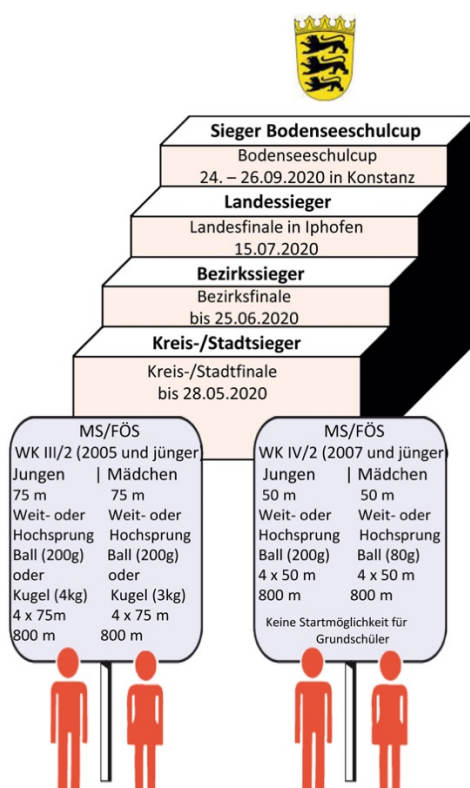 Sieger Bodenseeschulcup
Bodenseeschulcup
24. – 26.09.2020 in Konstanz
Landessieger
Landesfinale in Iphofen
15.07.2020
Bezirkssieger
Bezirksfinale
bis 25.06.2020
Kreis-/Stadtsieger
Kreis-/Stadtfinale
bis 28.05.2020
MS/FÖS
WK III/2 (2005 und jünger)
Jungen | Mädchen
75 m 75 m
Weit- oder Weit- oder
Hochsprung Hochsprung
Ball (200g) Ball (200g)
oder oder
Kugel (4kg) Kugel (3kg)
4 x 75m 4 x 75 m
800 m 800 m
MS/FÖS
WK IV/2 (2007 und jünger)
Jungen | Mädchen
50 m 50 m
Weit- oder Weit- oder
Hochsprung Hochsprung
Ball (200g) Ball (80g)
4 x 50 m 4 x 50 m
800 m 800 m
Keine Startmöglichkeit für
Grundschüler